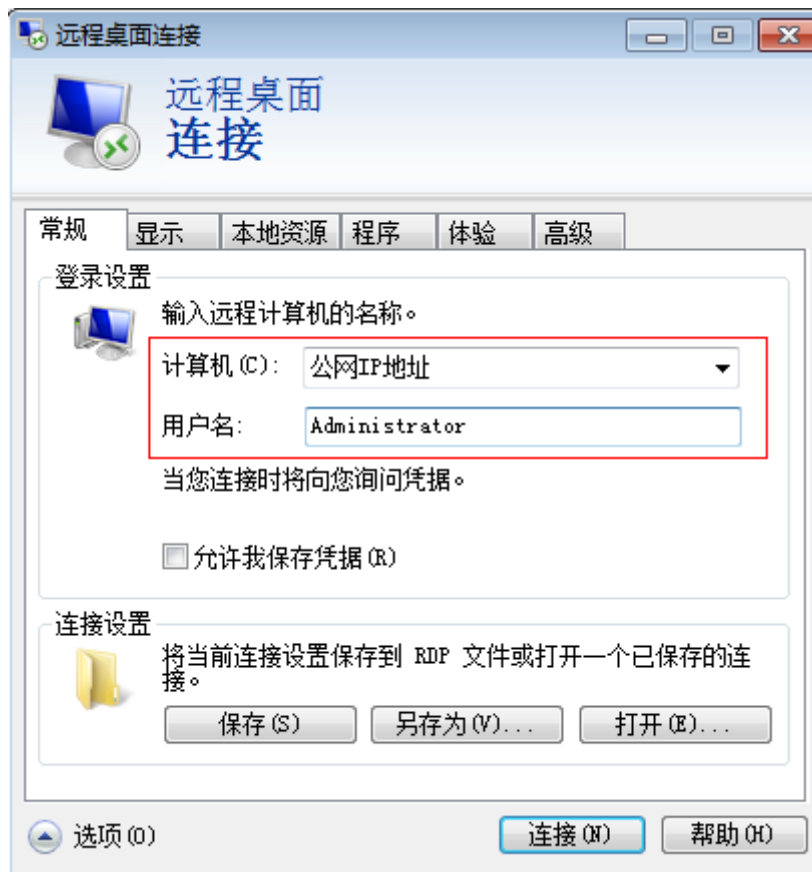 远程桌面连接
远程桌面
连接
常规 显示 本地资源 程序 体验 高级
登录设置
输入远程计算机的名称。
计算机(C): 公网IP地址
用户名: Administrator
当您连接时将向您询问凭据。
允许我保存凭据(R)
连接设置
将当前连接设置保存到 RDP 文件或打开一个已保存的连
接。
保存(S) 另存为(V)... 打开(E)...
选项(O) 连接(N) 帮助(H)